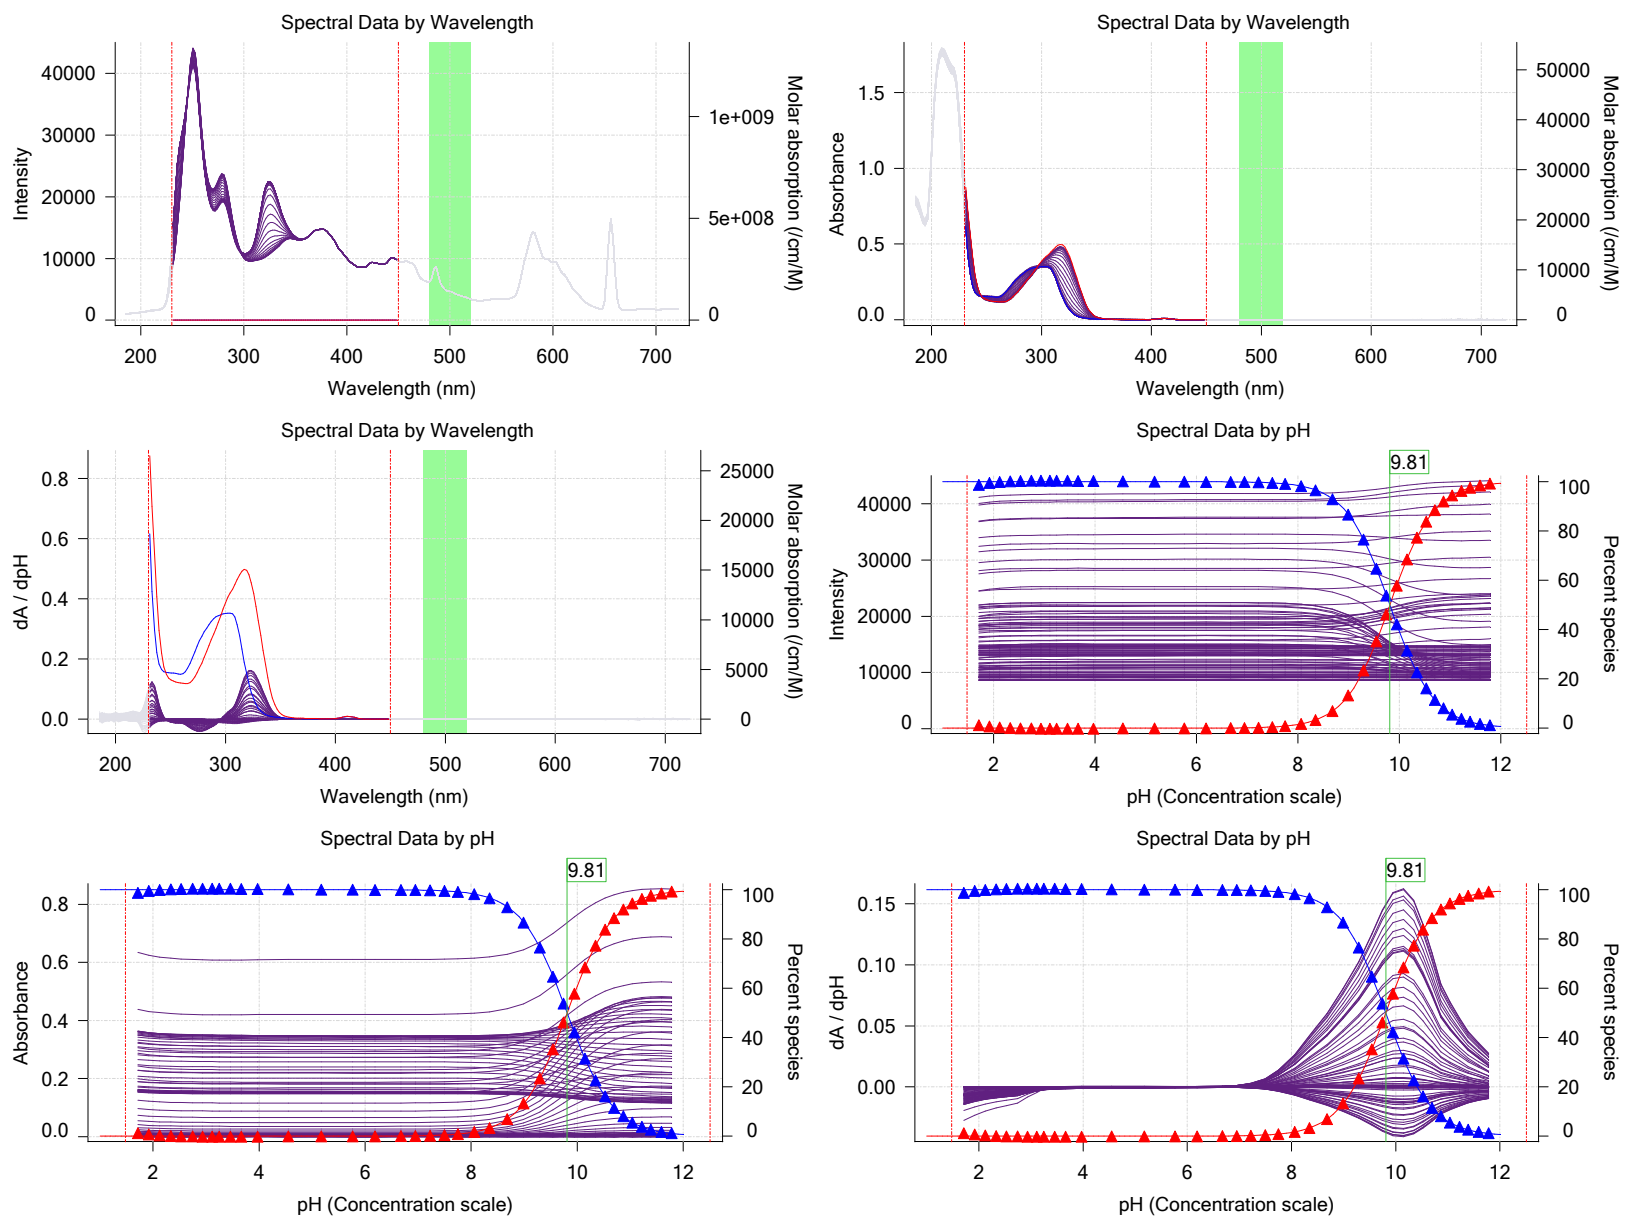 Spectral Data by Wavelength
40000
30000
20000
10000
0
Intensity
1e+009
5e+008
0
Molar absorption (/cm/M)
200 300 400 500 600 700
Wavelength (nm)
Spectral Data by Wavelength
1.5
1.0
0.5
0.0
Absorbance
50000
40000
30000
20000
10000
0
Molar absorption (/cm/M)
200 300 400 500 600 700
Wavelength (nm)
Spectral Data by Wavelength
0.8
0.6
0.4
0.2
0.0
dA / dpH
25000
20000
15000
10000
5000
0
Molar absorption (/cm/M)
200 300 400 500 600 700
Wavelength (nm)
Spectral Data by pH
9.81
40000
30000
20000
10000
0
Intensity
100
80
60
40
20
0
Percent species
2 4 6 8 10 12
pH (Concentration scale)
Spectral Data by pH
9.81
0.8
0.6
0.4
0.2
0.0
Absorbance
100
80
60
40
20
0
Percent species
2 4 6 8 10 12
pH (Concentration scale)
Spectral Data by pH
9.81
0.15
0.10
0.05
0.00
dA / dpH
100
80
60
40
20
0
Percent species
2 4 6 8 10 12
pH (Concentration scale)